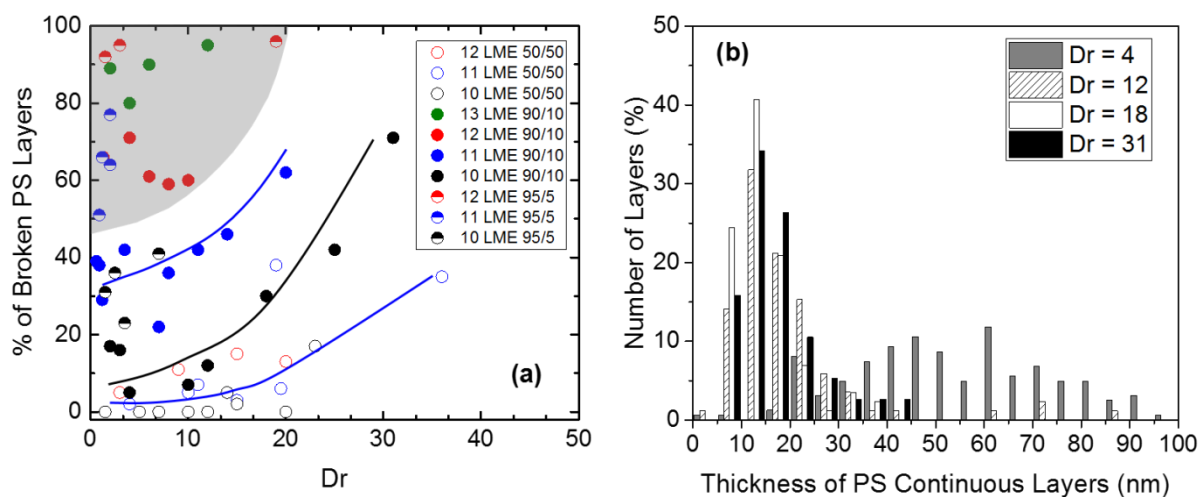 % of Broken PS Layers
100
80
60
40
20
0
0
10
20
30
40
50
Dr
(a)
12 LME 50/50
11 LME 50/50
10 LME 50/50
13 LME 90/10
12 LME 90/10
11 LME 90/10
10 LME 90/10
12 LME 95/5
11 LME 95/5
10 LME 95/5
Number of Layers (%)
50
40
30
20
10
0
0 10 20 30 40 50 60 70 80 90 100
Thickness of PS Continuous Layers (nm)
(b)
Dr = 4
Dr = 12
Dr = 18
Dr = 31